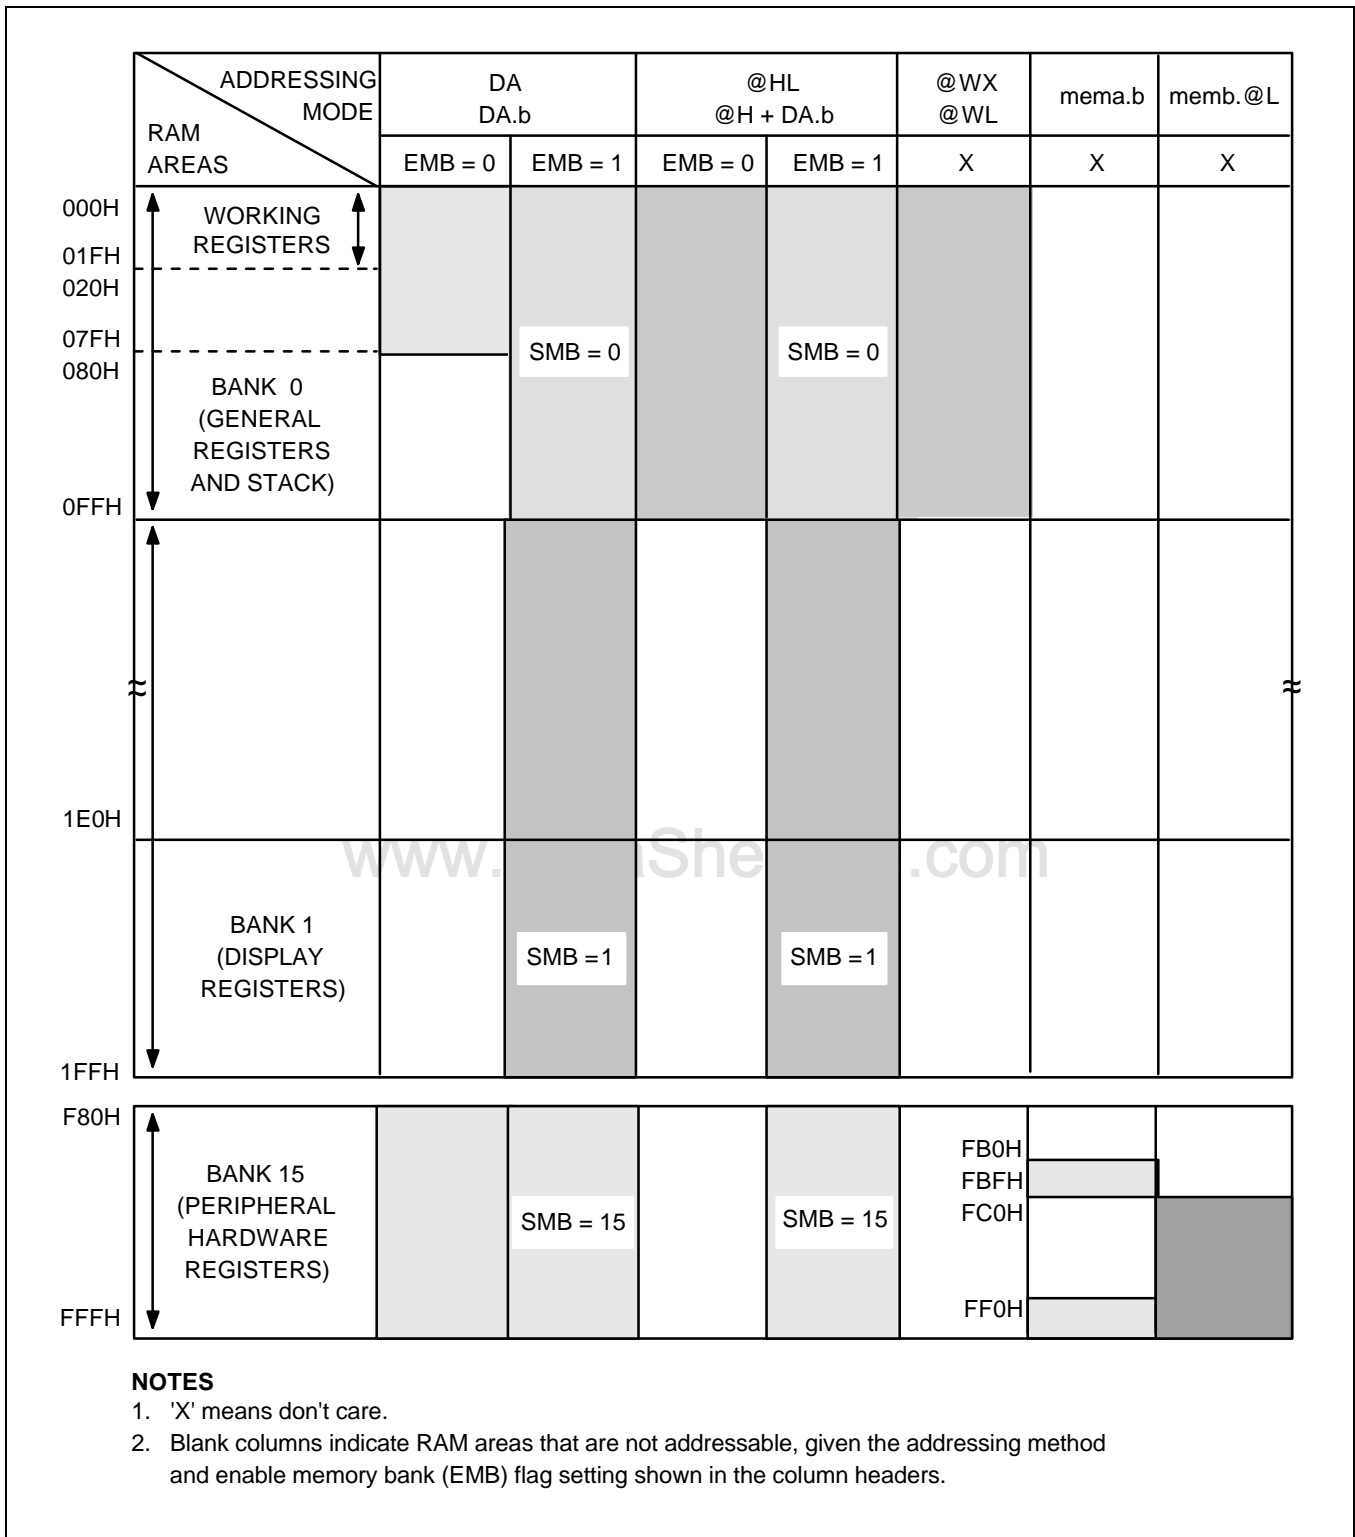 ADDRESSING
MODE
RAM
AREAS
DA
DA.b
@HL
@H + DA.b
@WX
@WL
mema.b
memb.@L
EMB = 0
EMB = 1
EMB = 0
EMB = 1
X
X
X
000H
WORKING
REGISTERS
01FH
020H
07FH
080H
SMB = 0
SMB = 0
BANK 0
(GENERAL
REGISTERS
AND STACK)
0FFH
≈
≈
1E0H
BANK 1
(DISPLAY
REGISTERS)
SMB =1
SMB =1
1FFH
F80H
BANK 15
(PERIPHERAL
HARDWARE
REGISTERS)
SMB = 15
SMB = 15
FB0H
FBFH
FC0H
FF0H
FFFH
NOTES
1. 'X' means don't care.
2. Blank columns indicate RAM areas that are not addressable, given the addressing method
and enable memory bank (EMB) flag setting shown in the column headers.